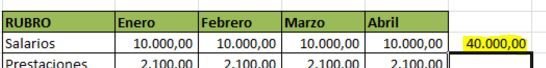 RUBRO Enero Febrero Marzo Abril
Salarios 10.000,00 10.000,00 10.000,00 10.000,00 40.000,00
Prestaciones 2.100,00 2.100,00 2.100,00 2.100,00